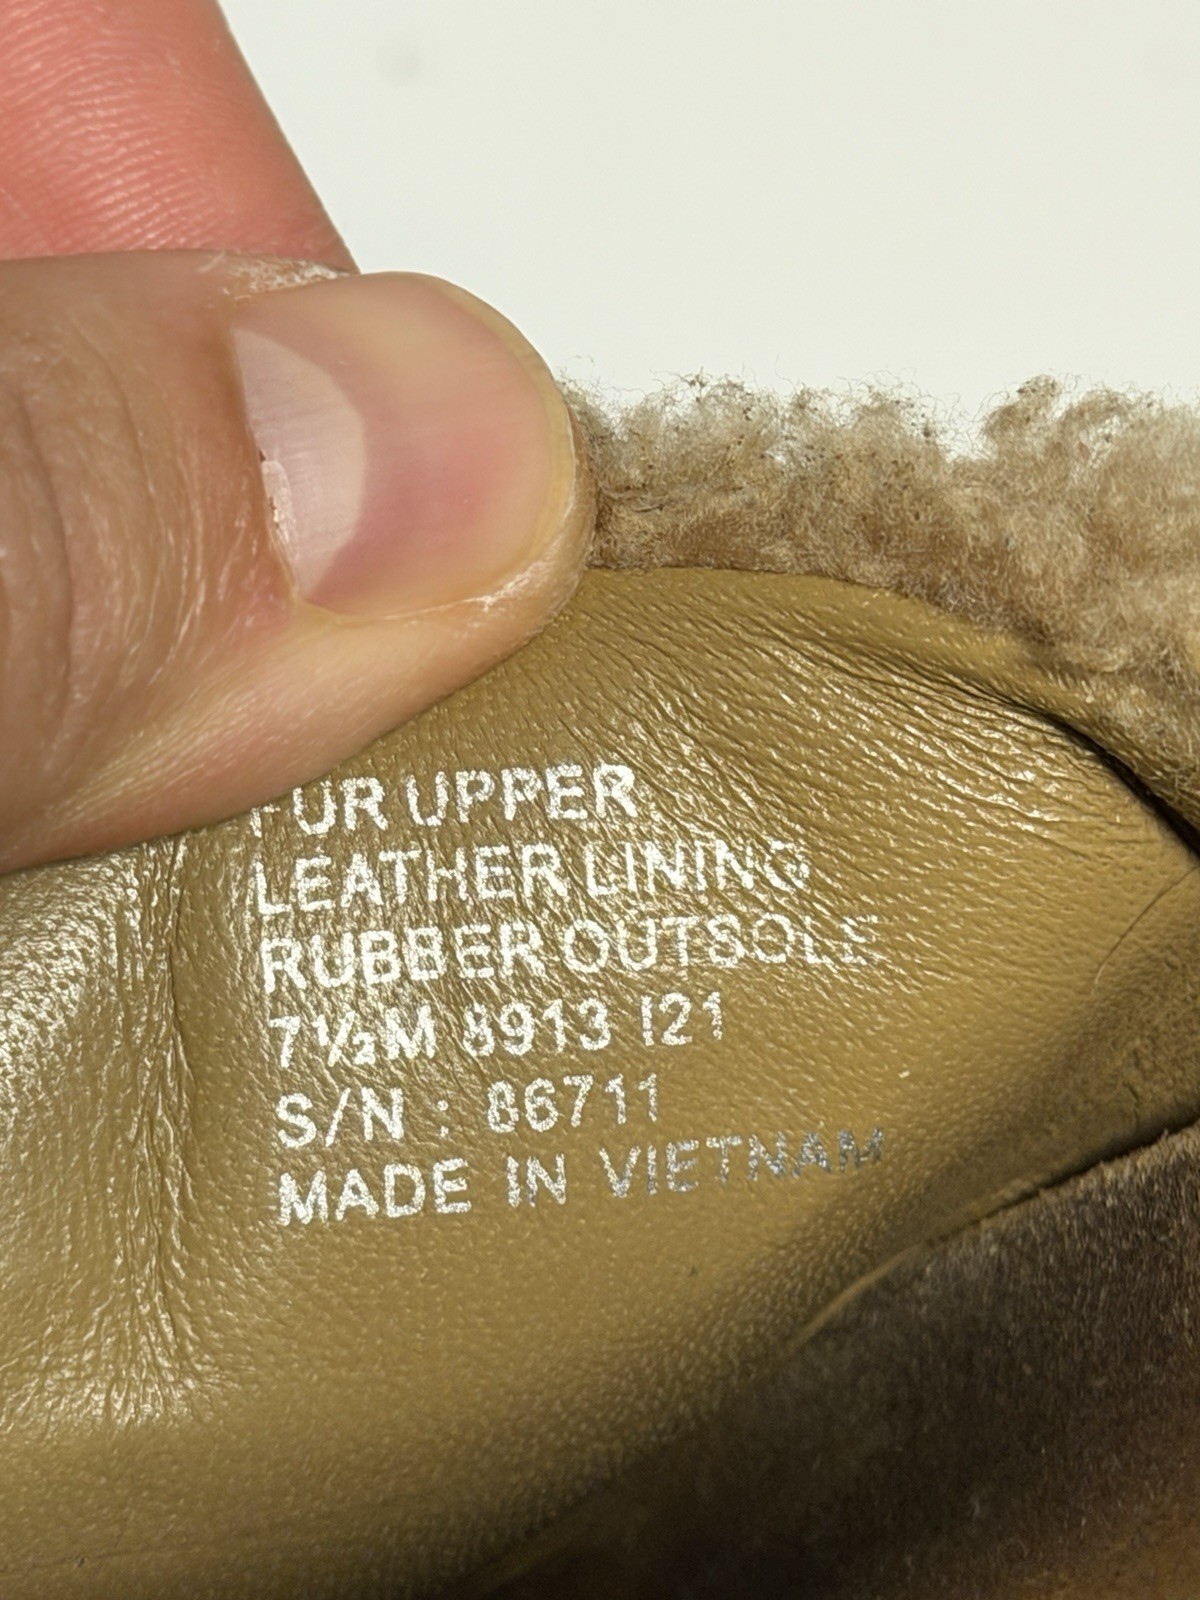 FUR UPPER
LEATHER LINING
RUBBER OUTSOLE
7½M 8913 I21
S/N : 86711
MADE IN VIETNAM